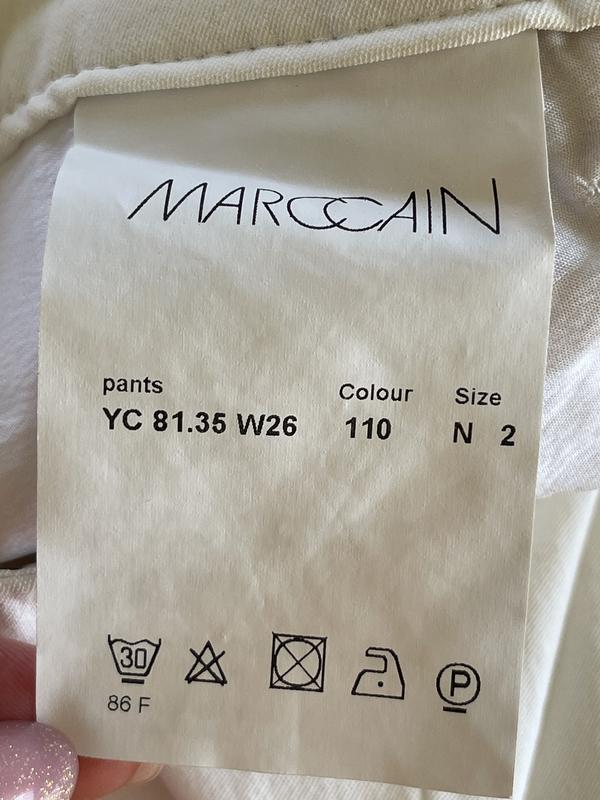 MARCCAIN
pants Colour Size
YC 81.35 W26 110 N 2
30 P
86 F